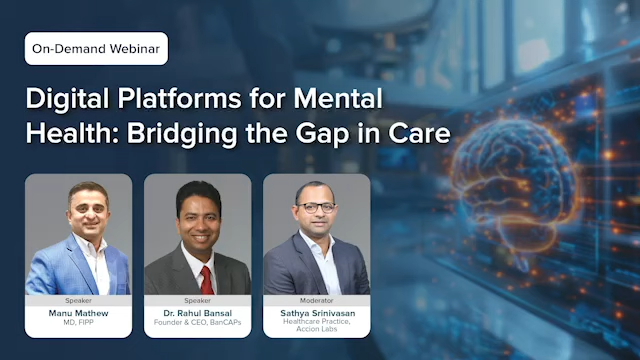 On-Demand Webinar
Digital Platforms for Mental
Health: Bridging the Gap in Care
Speaker
Manu Mathew
MD, FIPP
Speaker
Dr. Rahul Bansal
Founder & CEO, BanCAPs
Moderator
Sathya Srinivasan
Healthcare Practice,
Accion Labs